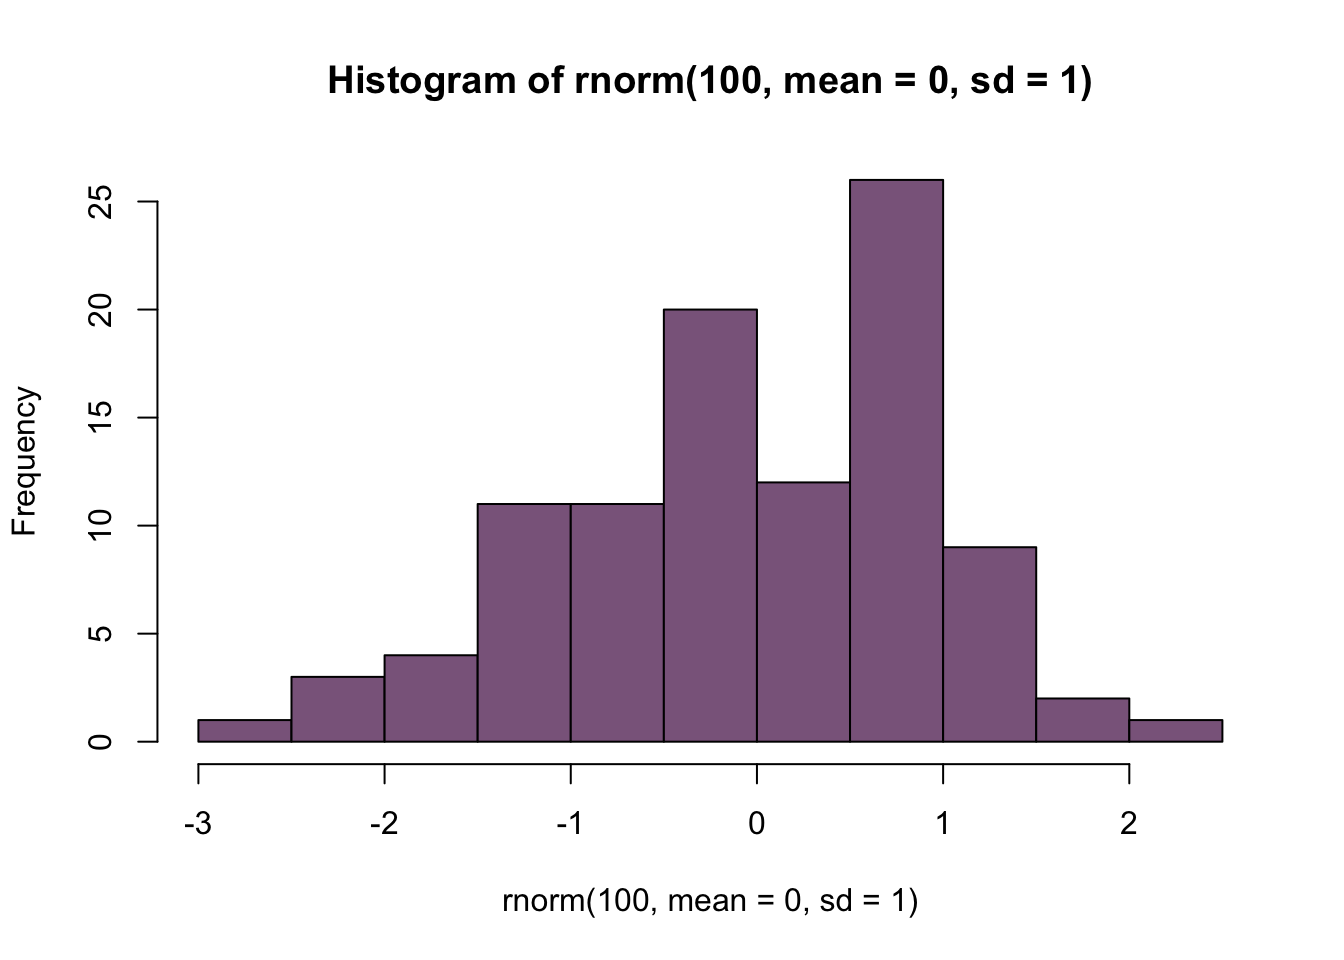 Histogram of rnorm(100, mean = 0, sd = 1)
Frequency
25
20
15
10
5
0
-3 -2 -1 0 1 2
rnorm(100, mean = 0, sd = 1)